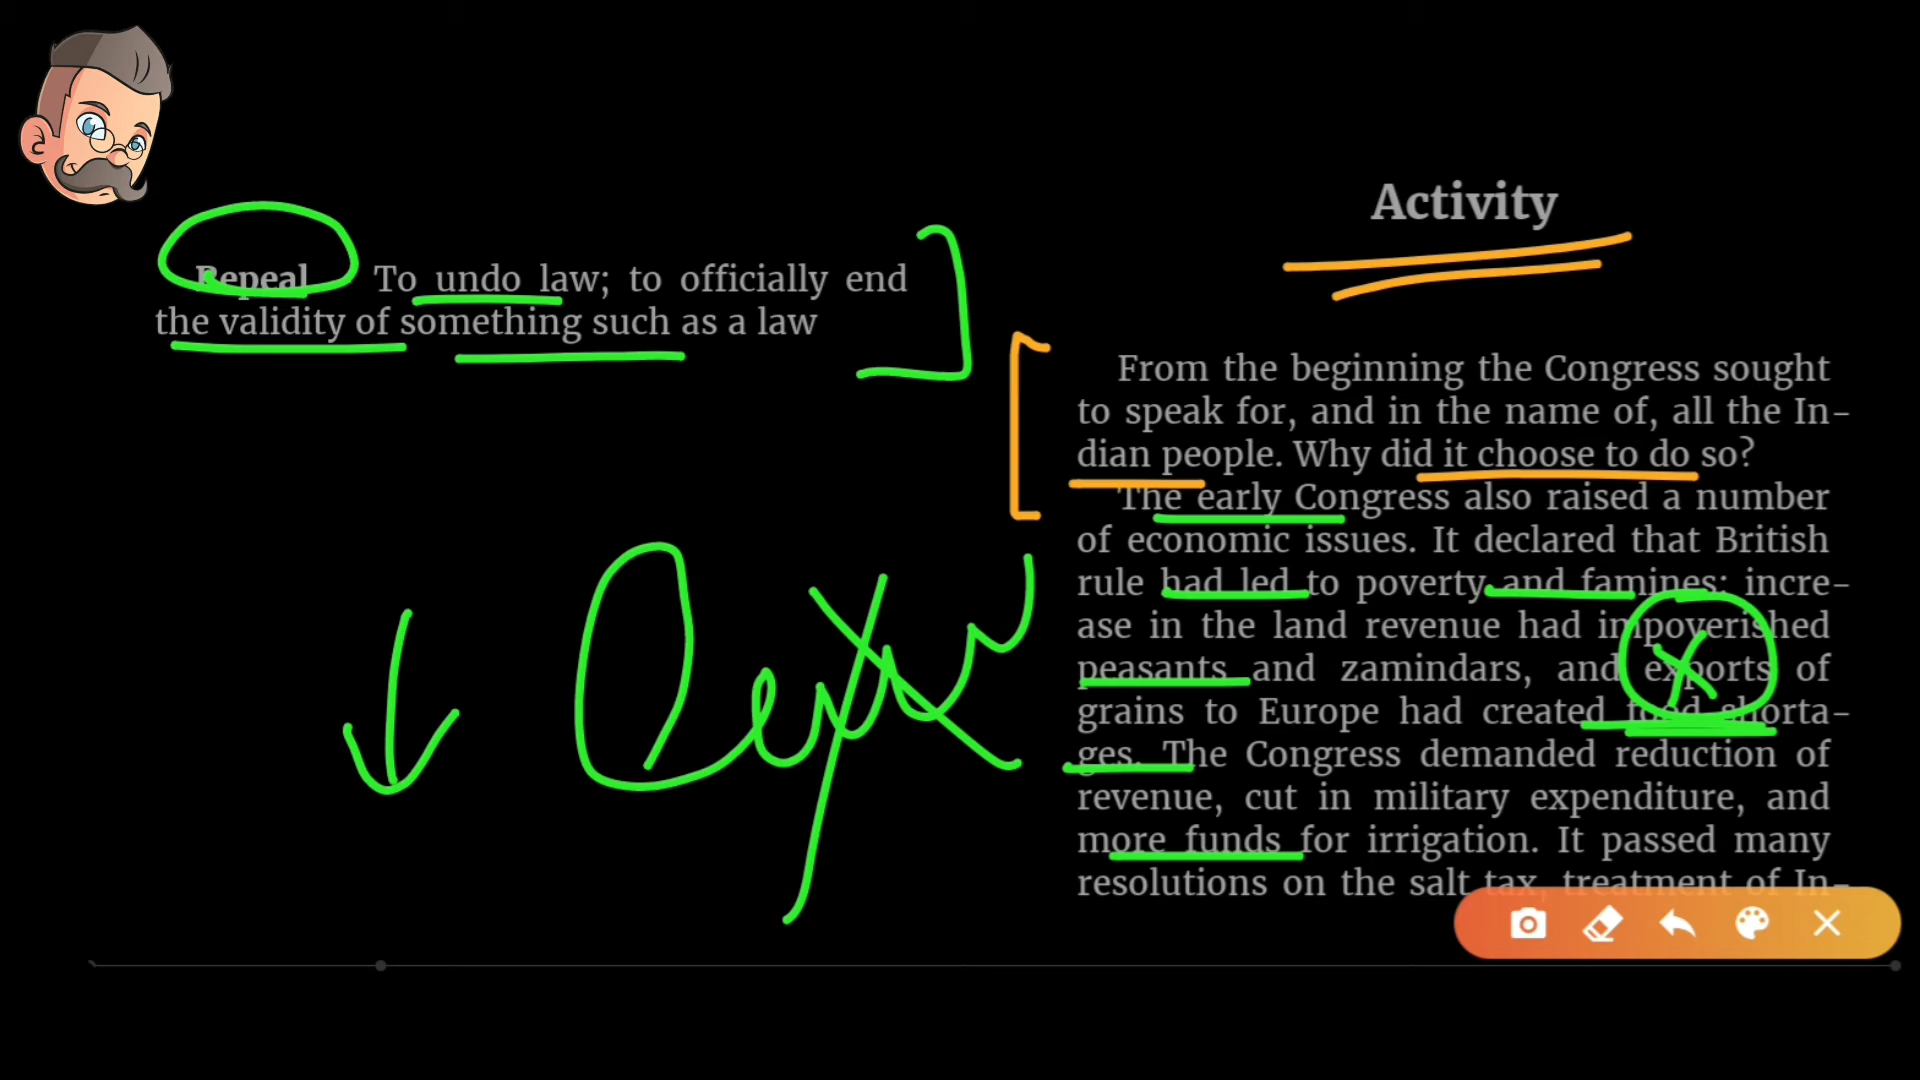 Repeal To undo law; to officially end
the validity of something such as a law
Activity
From the beginning the Congress sought
to speak for, and in the name of, all the In-
dian people. Why did it choose to do so?
The early Congress also raised a number
of economic issues. It declared that British
rule had led to poverty and famines: incre-
ase in the land revenue had impoverished
peasants and zamindars, and exports of
grains to Europe had created food shorta-
ges. The Congress demanded reduction of
revenue, cut in military expenditure, and
more funds for irrigation. It passed many
resolutions on the salt tax, treatment of In-